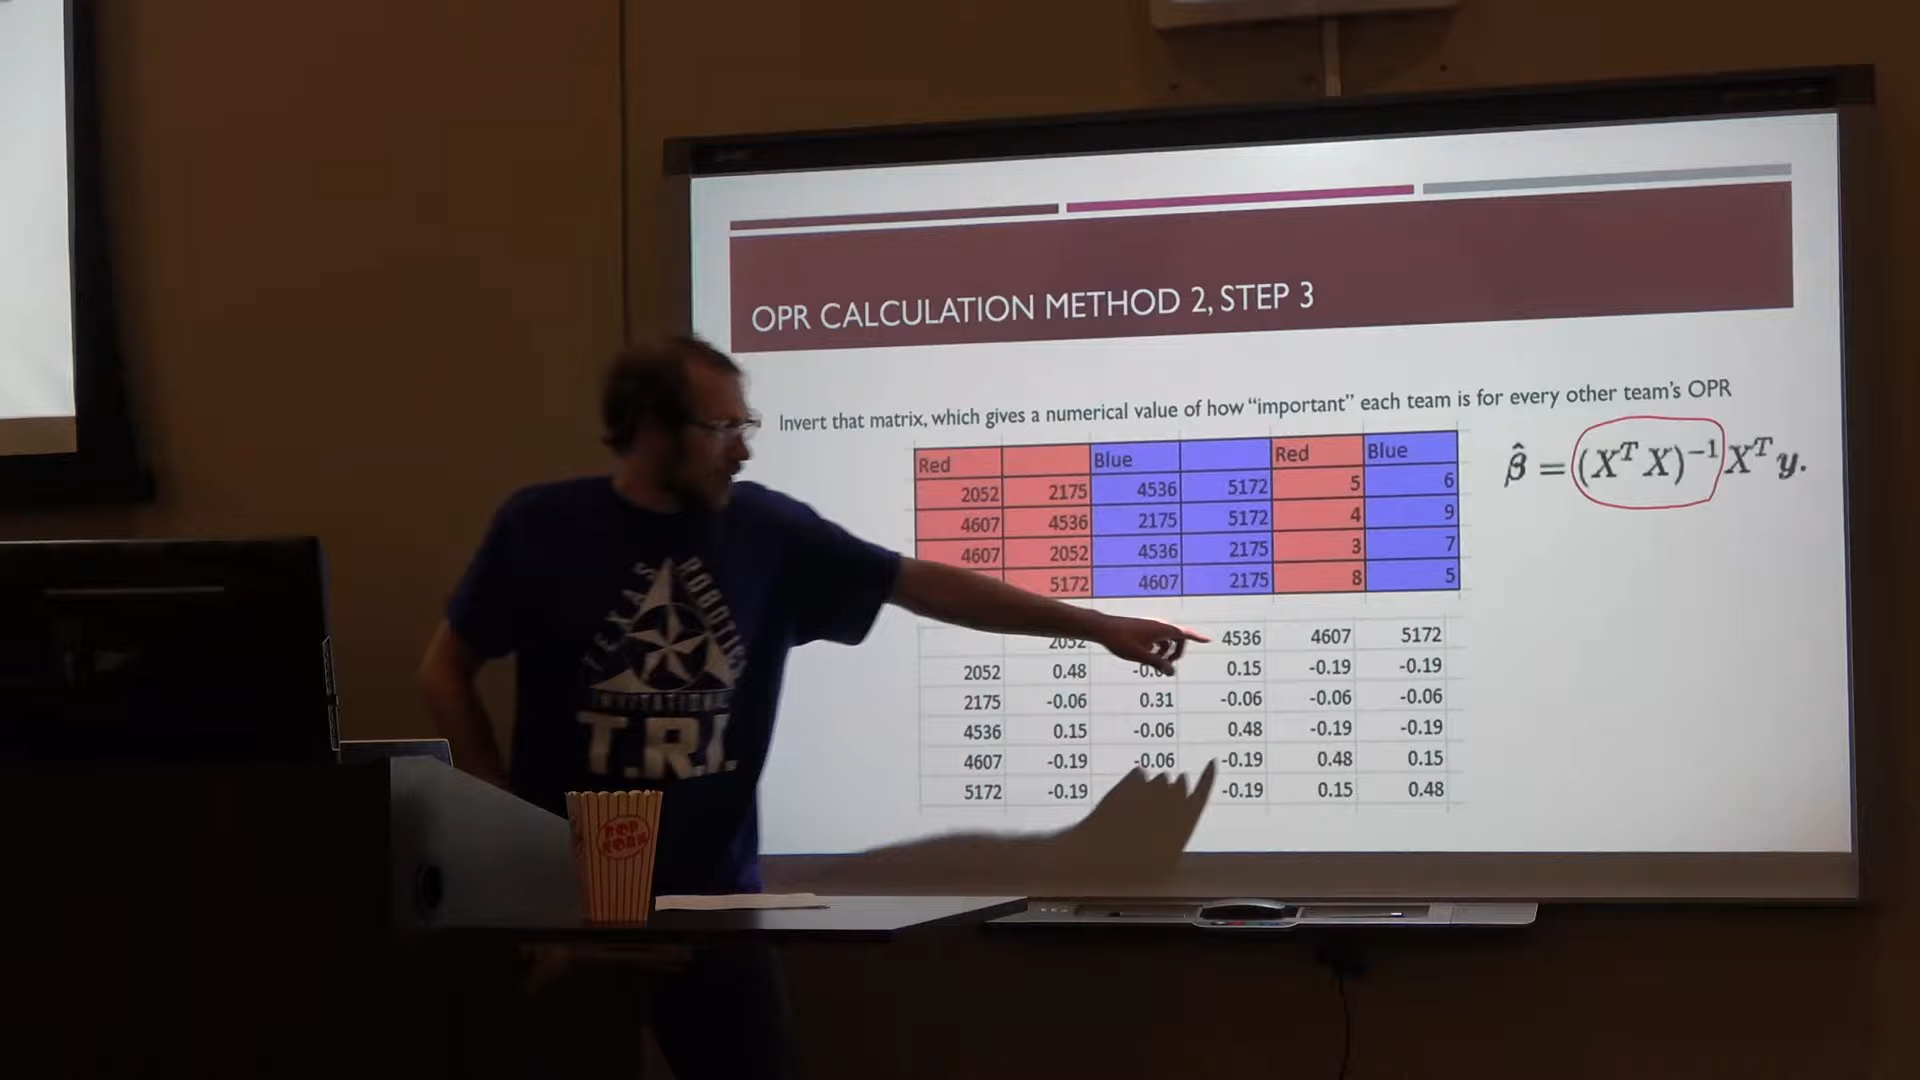 OPR CALCULATION METHOD 2, STEP 3
Invert that matrix, which gives a numerical value of how “important” each team is for every other team's OPR
Red Blue Red Blue
2052 2175 4536 5172 5 6
4607 4536 2175 5172 4 9
4607 2052 4536 2175 3 7
5172 4607 2175 8 5
β̂ = (XᵀX)⁻¹Xᵀy.
2052 4536 4607 5172
2052 0.48 0.15 -0.19 -0.19
2175 -0.06 0.31 -0.06 -0.06 -0.06
4536 0.15 -0.06 0.48 -0.19 -0.19
4607 -0.19 -0.06 -0.19 0.48 0.15
5172 -0.19 -0.19 0.15 0.48
TEXAS ROBOTICS
INVITATIONAL
T.R.I.
POP
CORN